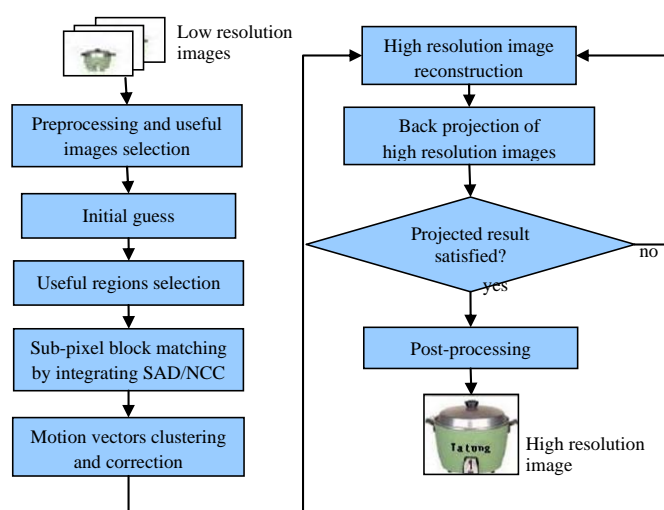 Low resolution
images
Preprocessing and useful
images selection
Initial guess
Useful regions selection
Sub-pixel block matching
by integrating SAD/NCC
Motion vectors clustering
and correction
High resolution image
reconstruction
Back projection of
high resolution images
Projected result
satisfied?
no
yes
Post-processing
Tatung
High resolution
image